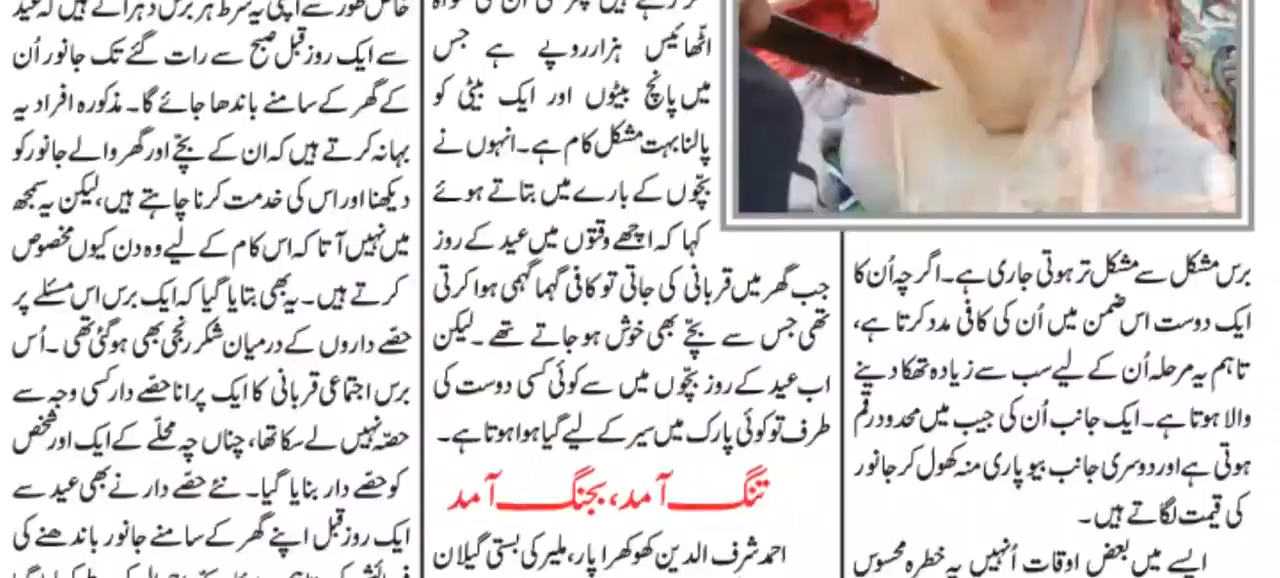 برس مشکل سے مشکل تر ہوتی جاری ہے۔ اگرچہ اُن کا
ایک دوست اس ضمن میں اُن کی کافی مدد کرتا ہے،
تاہم یہ مرحلہ اُن کے لیے سب سے زیادہ تھکا دینے
والا ہوتا ہے۔ ایک جانب اُن کی جیب میں محدود رقم
ہوتی ہے اور دوسری جانب بیوپاری منہ کھول کر جانور
کی قیمت لگاتے ہیں۔
ایسے میں بعض اوقات اُنہیں یہ خطرہ محسوس
اٹھائیس ہزار روپے ہے جس
میں پانچ بیٹوں اور ایک بیٹی کو
پالنا بہت مشکل کام ہے۔ انہوں نے
بچّوں کے بارے میں بتاتے ہوئے
کہا کہ اچھے وقتوں میں عید کے روز
جب گھر میں قربانی کی جاتی تو کافی گہما گہمی ہوا کرتی
تھی جس سے بچّے بھی خوش ہو جاتے تھے ۔ لیکن
اب عید کے روز بچّوں میں سے کوئی کسی دوست کی
طرف تو کوئی پارک میں سیر کے لیے گیا ہوا ہوتا ہے۔
تنگ آمد، بجنگ آمد
احمد شرف الدین کھوکھرا پار، ملیر کی بستی گیلان
خاص طور سے اپنی یہ شرط ہر برس دہراتے ہیں کہ عید
سے ایک روز قبل صبح سے رات گئے تک جانور اُن
کے گھر کے سامنے باندھا جائے گا۔ مذکورہ افراد یہ
بہانہ کرتے ہیں کہ ان کے بچّے اور گھر والے جانور کو
دیکھنا اور اس کی خدمت کرنا چاہتے ہیں، لیکن یہ سمجھ
میں نہیں آتا کہ اس کام کے لیے وہ دن کیوں مخصوص
کرتے ہیں۔ یہ بھی بتایا گیا کہ ایک برس اس مسئلے پر
حصّے داروں کے درمیان شکر رنجی بھی ہوگئی تھی ۔ اُس
برس اجتماعی قربانی کا ایک پرانا حصّے دار کسی وجہ سے
حصّہ نہیں لے سکا تھا، چناں چہ محلّے کے ایک اور شخص
کو حصّے دار بنایا گیا۔ نئے حصّے دار نے بھی عید سے
ایک روز قبل اپنے گھر کے سامنے جانور باندھنے کی